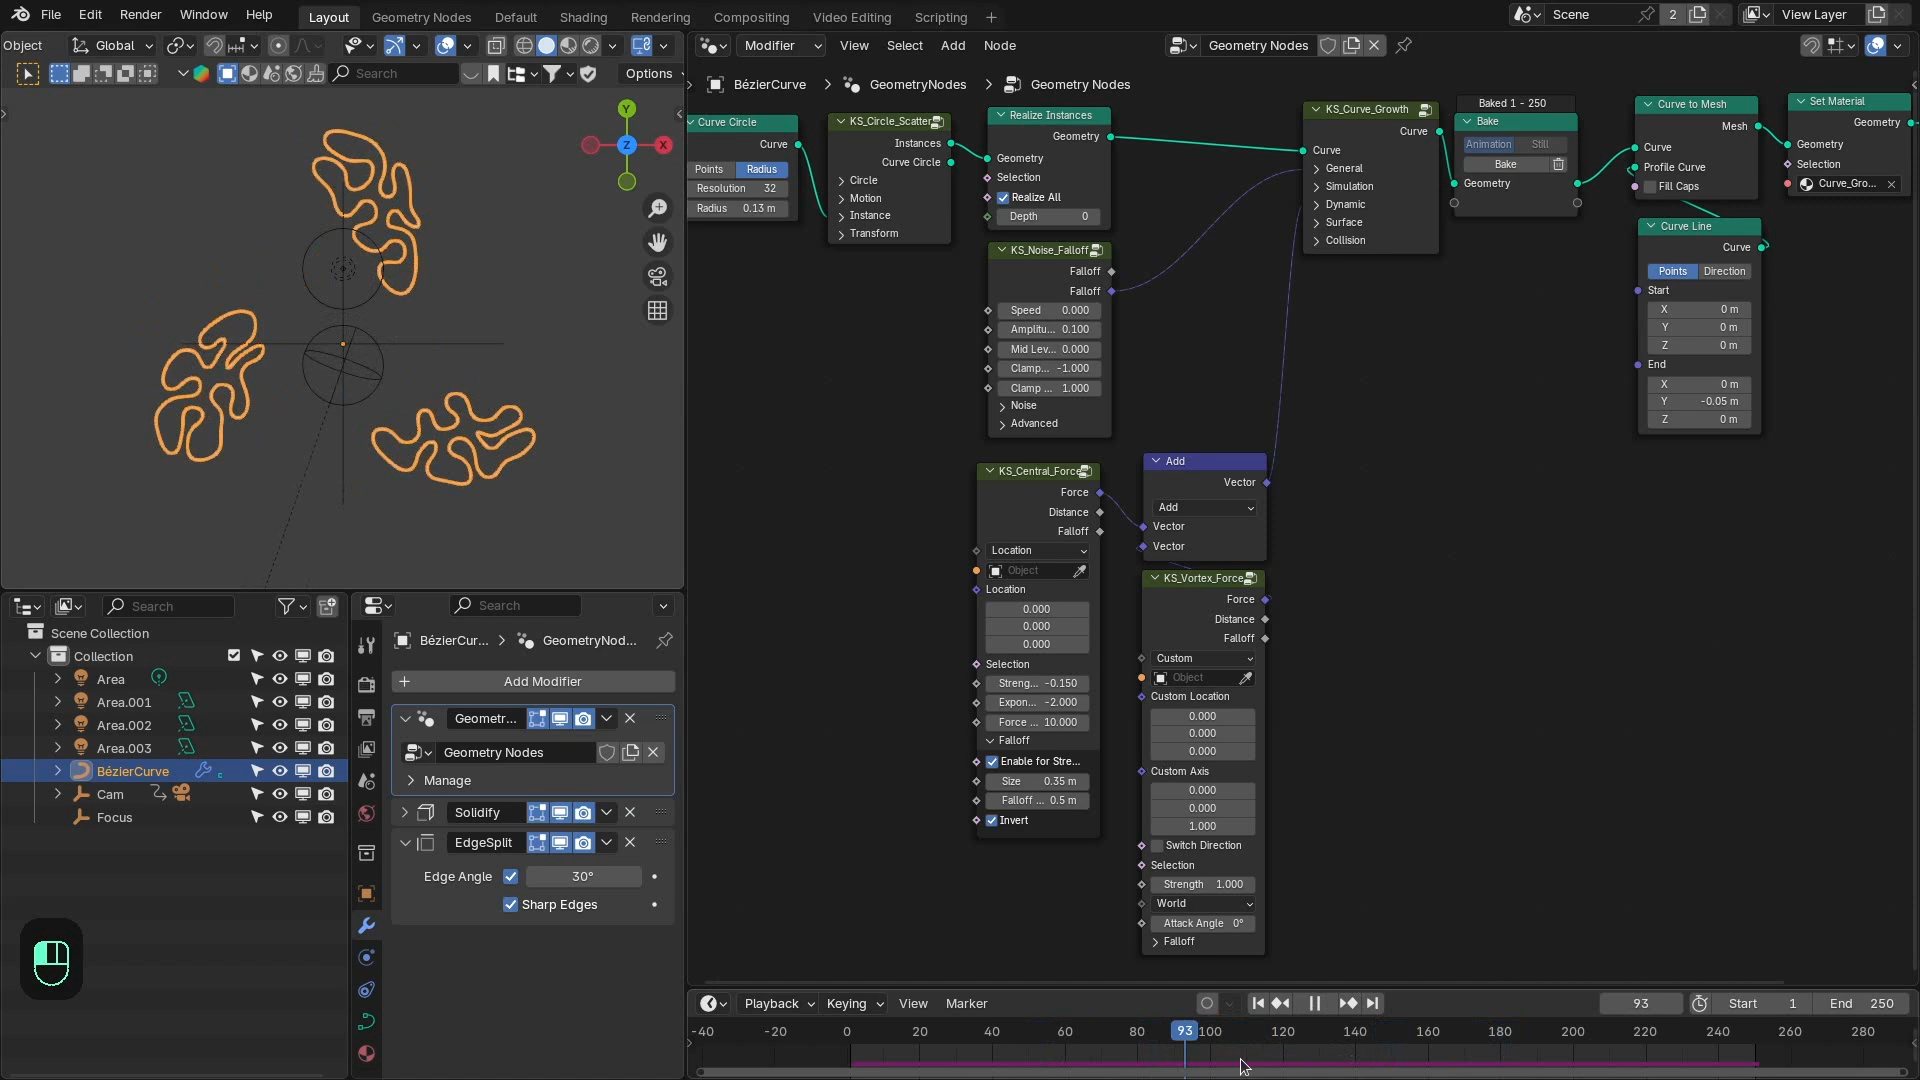 File Edit Render Window Help Layout Geometry Nodes Default Shading Rendering Compositing Video Editing Scripting + Scene 2 View Layer
Object Global Modifier View Select Add Node Geometry Nodes
Search Options BézierCurve > GeometryNodes > Geometry Nodes
Y
Z X
Curve Circle
Curve
Points Radius
Resolution 32
Radius 0.13 m
KS_Circle_Scatter
Instances
Curve Circle
Circle
Motion
Instance
Transform
Realize Instances
Geometry
Geometry
Selection
Realize All
Depth 0
KS_Noise_Falloff
Falloff
Falloff
Speed 0.000
Amplitu... 0.100
Mid Lev... 0.000
Clamp... -1.000
Clamp ... 1.000
Noise
Advanced
KS_Curve_Growth
Curve
Curve
General
Simulation
Dynamic
Surface
Collision
Baked 1 - 250
Bake
Animation Still
Bake
Geometry
Curve to Mesh
Mesh
Curve
Profile Curve
Fill Caps
Set Material
Geometry
Geometry
Selection
Curve_Gro...
Curve Line
Curve
Points Direction
Start
X 0 m
Y 0 m
Z 0 m
End
X 0 m
Y -0.05 m
Z 0 m
KS_Central_Force
Force
Distance
Falloff
Location
Object
Location
0.000
0.000
0.000
Selection
Streng... -0.150
Expon... -2.000
Force ... 10.000
Falloff
Enable for Stre...
Size 0.35 m
Falloff ... 0.5 m
Invert
Add
Vector
Add
Vector
Vector
KS_Vortex_Force
Force
Distance
Falloff
Custom
Object
Custom Location
0.000
0.000
0.000
Custom Axis
0.000
0.000
1.000
Switch Direction
Selection
Strength 1.000
World
Attack Angle 0°
Falloff
Search
Scene Collection
Collection
Area
Area.001
Area.002
Area.003
BézierCurve
Cam
Focus
Search
BézierCur... > GeometryNod...
+ Add Modifier
Geometr...
Geometry Nodes
Manage
Solidify
EdgeSplit
Edge Angle 30°
Sharp Edges
Playback Keying View Marker 93 Start 1 End 250
-40 -20 0 20 40 60 80 93 100 120 140 160 180 200 220 240 260 280